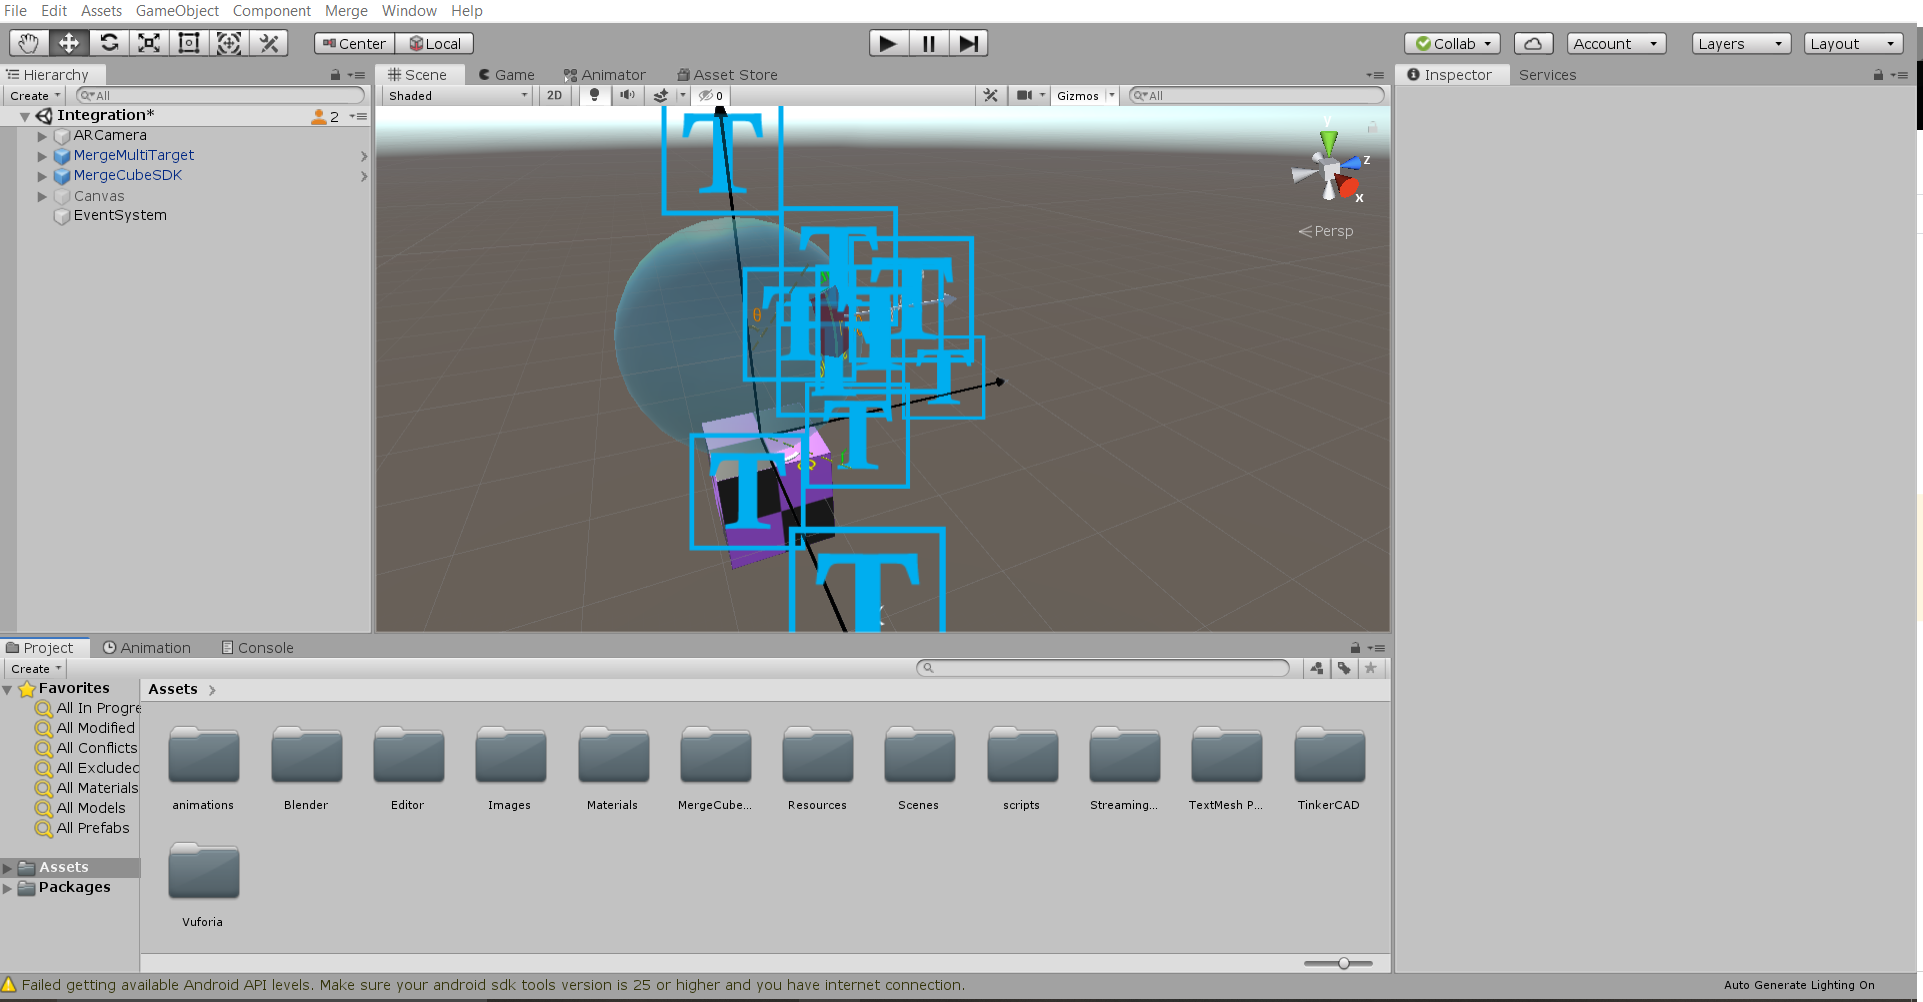 File Edit Assets GameObject Component Merge Window Help
Center Local Collab Account Layers Layout
Hierarchy Scene Game Animator Asset Store Inspector Services
Create All Shaded 2D 0 Gizmos All
Integration* 2
ARCamera
MergeMultiTarget
MergeCubeSDK
Canvas
EventSystem
y
z
x
Persp
T
T
T
T
T
T
T
T
T
θ
Project Animation Console
Create
Favorites Assets
All In Progre
All Modified
All Conflicts
All Excluded
All Materials
All Models
All Prefabs
Assets
Packages
animations Blender Editor Images Materials MergeCube... Resources Scenes scripts Streaming... TextMesh P... TinkerCAD
Vuforia
Failed getting available Android API levels. Make sure your android sdk tools version is 25 or higher and you have internet connection. Auto Generate Lighting On